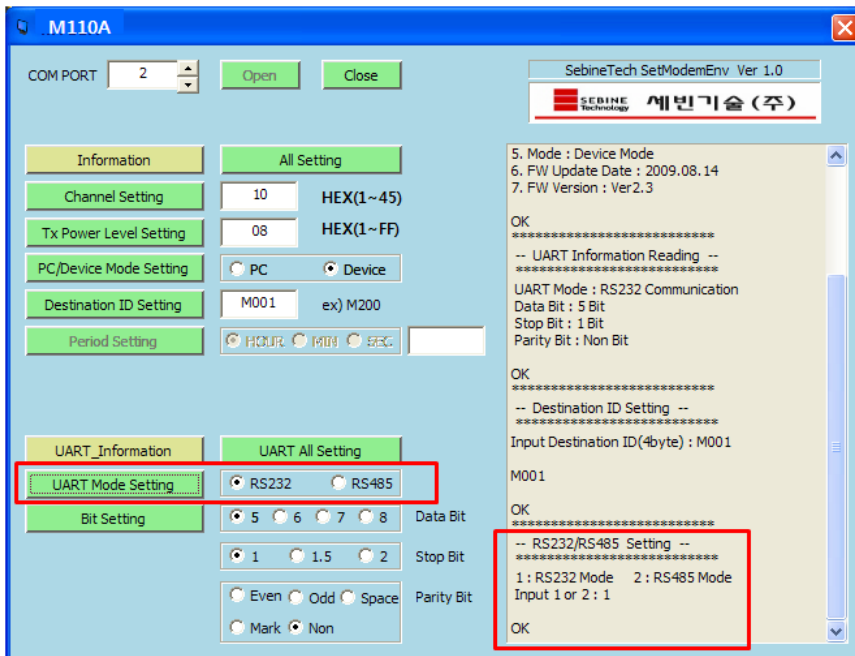 M110A
COM PORT 2 Open Close
SebineTech SetModemEnv Ver 1.0
SEBINE Technology 세빈기술(주)
Information All Setting
Channel Setting 10 HEX(1~45)
Tx Power Level Setting 08 HEX(1~FF)
PC/Device Mode Setting PC Device
Destination ID Setting M001 ex) M200
Period Setting HOUR MIN SEC
UART_Information UART All Setting
UART Mode Setting RS232 RS485
Bit Setting 5 6 7 8 Data Bit
1 1.5 2 Stop Bit
Even Odd Space Parity Bit
Mark Non
5. Mode : Device Mode
6. FW Update Date : 2009.08.14
7. FW Version : Ver2.3
OK
**************************
-- UART Information Reading --
**************************
UART Mode : RS232 Communication
Data Bit : 5 Bit
Stop Bit : 1 Bit
Parity Bit : Non Bit
OK
**************************
-- Destination ID Setting --
**************************
Input Destination ID(4byte) : M001
M001
OK
**************************
-- RS232/RS485 Setting --
**************************
1 : RS232 Mode 2 : RS485 Mode
Input 1 or 2 : 1
OK